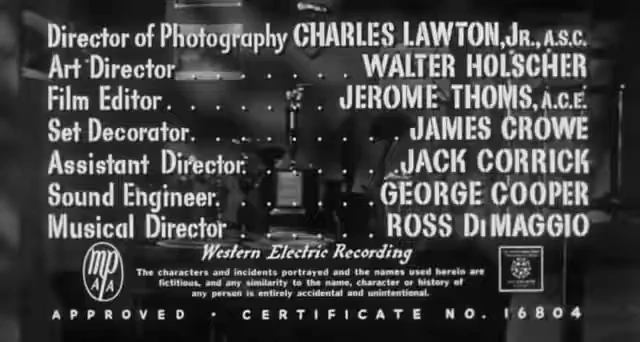 Director of Photography CHARLES LAWTON, JR., A.S.C.
Art Director . . . . . . . . WALTER HOLSCHER
Film Editor . . . . . . JEROME THOMS, A.C.E.
Set Decorator . . . . . . . . JAMES CROWE
Assistant Director . . . . . . JACK CORRICK
Sound Engineer . . . . . . GEORGE COOPER
Musical Director . . . . . ROSS DI MAGGIO
Western Electric Recording
mp
AA
The characters and incidents portrayed and the names used herein are
fictitious, and any similarity to the name, character or history of
any person is entirely accidental and unintentional.
APPROVED · CERTIFICATE NO. 16804